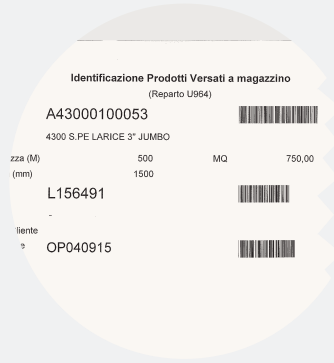 Identificazione Prodotti Versati a magazzino
(Reparto U964)
A43000100053
4300 S.PE LARICE 3" JUMBO
zza (M) 500 MQ 750,00
(mm) 1500
L156491
-
liente
e OP040915